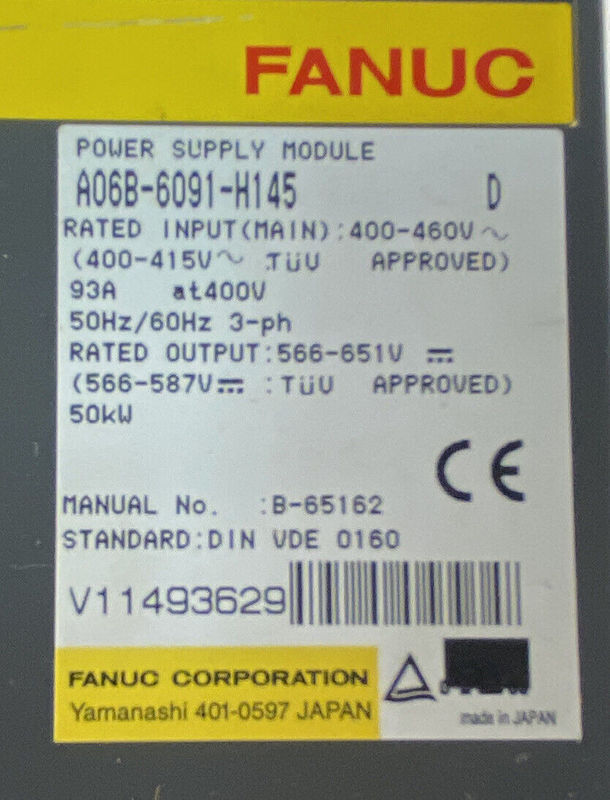 FANUC
POWER SUPPLY MODULE
A06B-6091-H145 D
RATED INPUT(MAIN):400-460V～
(400-415V～ :TüV APPROVED)
93A at400V
50Hz/60Hz 3-ph
RATED OUTPUT:566-651V ⎓
(566-587V⎓ :TüV APPROVED)
50kW
CE
MANUAL No. :B-65162
STANDARD:DIN VDE 0160
V11493629
FANUC CORPORATION
Yamanashi 401-0597 JAPAN
made in JAPAN